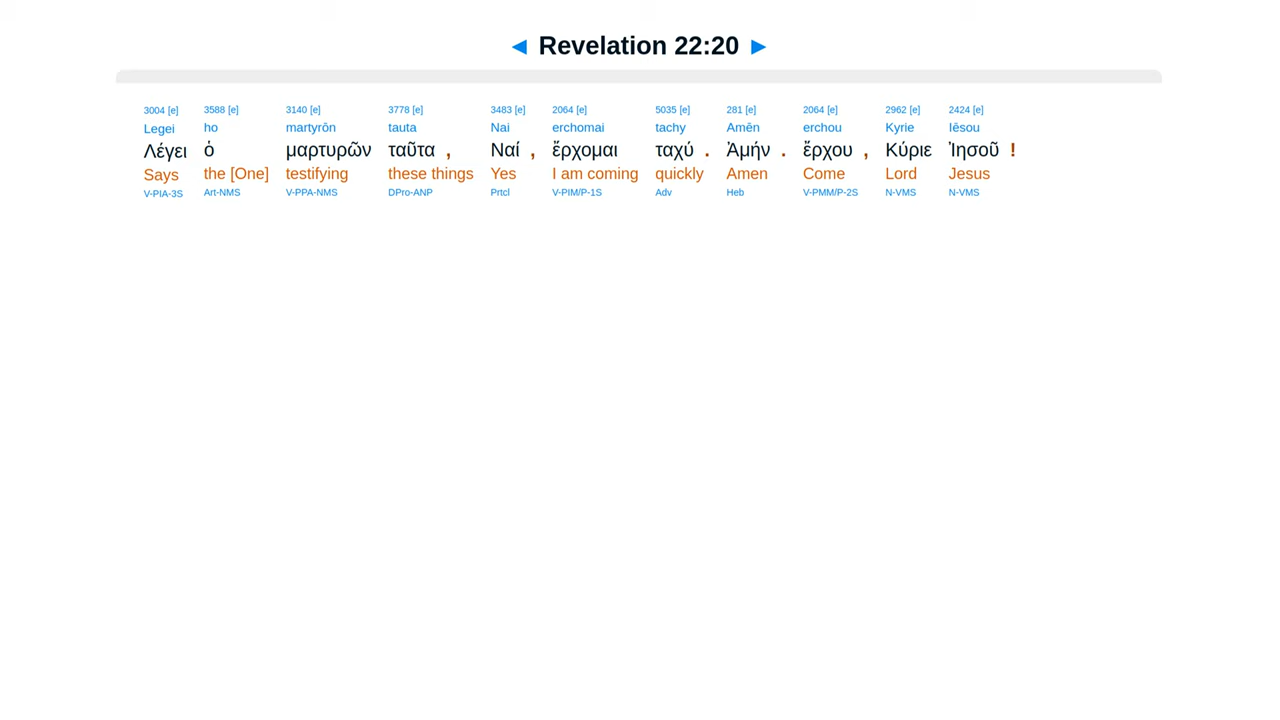 ◄ Revelation 22:20 ►
3004 [e] 3588 [e] 3140 [e] 3778 [e] 3483 [e] 2064 [e] 5035 [e] 281 [e] 2064 [e] 2962 [e] 2424 [e]
Legei ho martyrōn tauta Nai erchomai tachy Amēn erchou Kyrie Iēsou
Λέγει ὁ μαρτυρῶν ταῦτα , Ναί , ἔρχομαι ταχύ . Ἀμήν . ἔρχου , Κύριε Ἰησοῦ !
Says the [One] testifying these things Yes I am coming quickly Amen Come Lord Jesus
V-PIA-3S Art-NMS V-PPA-NMS DPro-ANP Prtcl V-PIM/P-1S Adv Heb V-PMM/P-2S N-VMS N-VMS